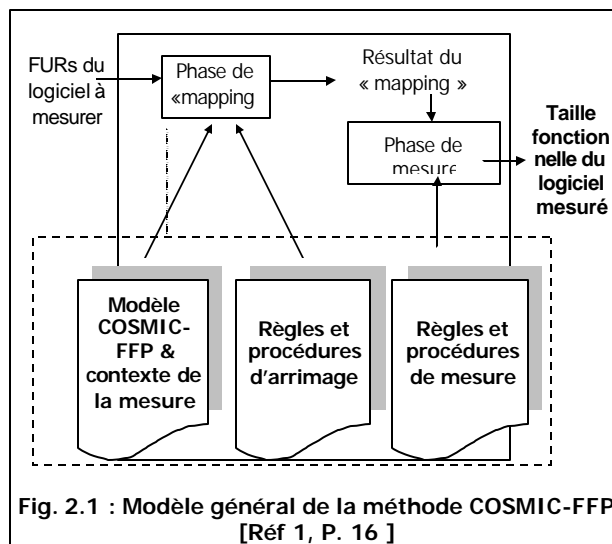 FURs du
logiciel à
mesurer
Phase de
«mapping
Résultat du
« mapping »
Phase de
mesure
Taille
fonction
nelle du
logiciel
mesuré
Modèle
COSMIC-
FFP &
contexte de
la mesure
Règles et
procédures
d'arrimage
Règles et
procédures
de mesure
Fig. 2.1 : Modèle général de la méthode COSMIC-FFP
[Réf 1, P. 16 ]